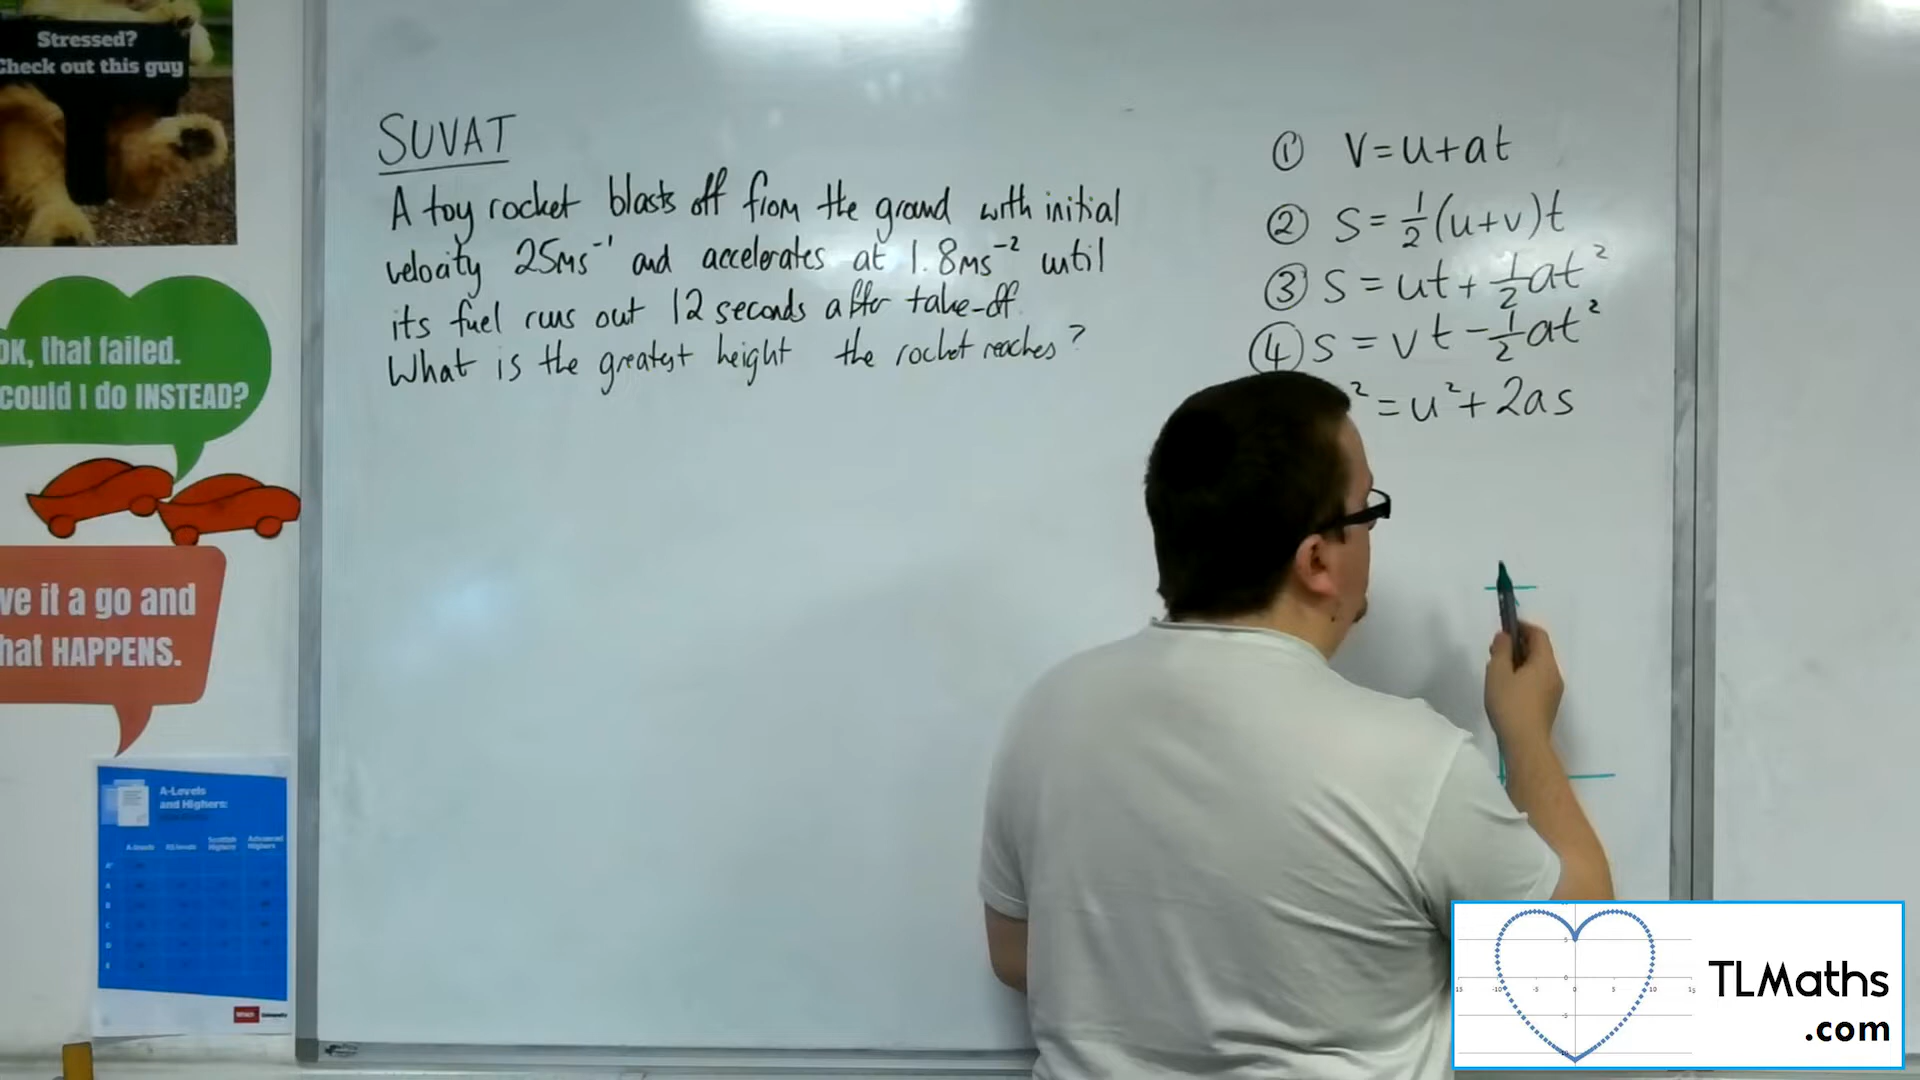 Stressed?
Check out this guy
OK, that failed.
could I do INSTEAD?
ve it a go and
hat HAPPENS.
A-Levels
and Highers:
SUVAT
A toy rocket blasts off from the ground with initial
velocity 25ms⁻¹ and accelerates at 1.8ms⁻² until
its fuel runs out 12 seconds after take-off.
What is the greatest height the rocket reaches?
① v=u+at
② s=½(u+v)t
③ s=ut+½at²
④ s=vt-½at²
²=u²+2as
TLMaths
.com